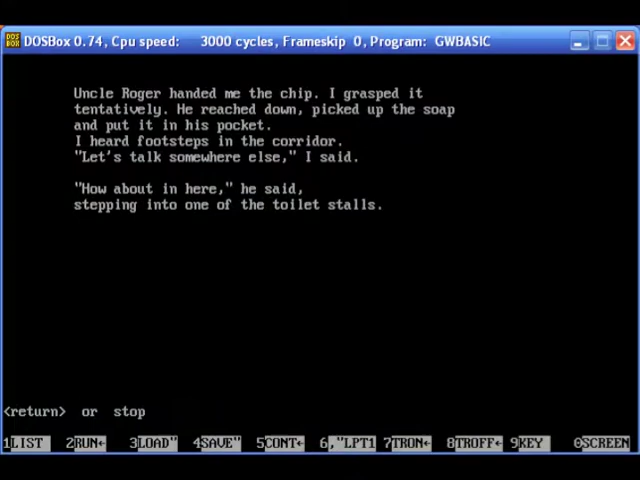 DOSBox 0.74, Cpu speed: 3000 cycles, Frameskip 0, Program: GWBASIC
Uncle Roger handed me the chip. I grasped it
tentatively. He reached down, picked up the soap
and put it in his pocket.
I heard footsteps in the corridor.
"Let's talk somewhere else," I said.
"How about in here," he said,
stepping into one of the toilet stalls.
<return> or stop
1LIST 2RUN← 3LOAD" 4SAVE" 5CONT← 6,"LPT1 7TRON← 8TROFF← 9KEY 0SCREEN